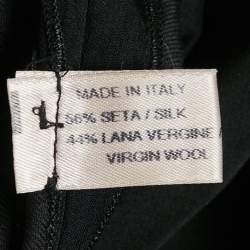 MADE IN ITALY
56% SETA / SILK
44% LANA VERGINE /
VIRGIN WOOL